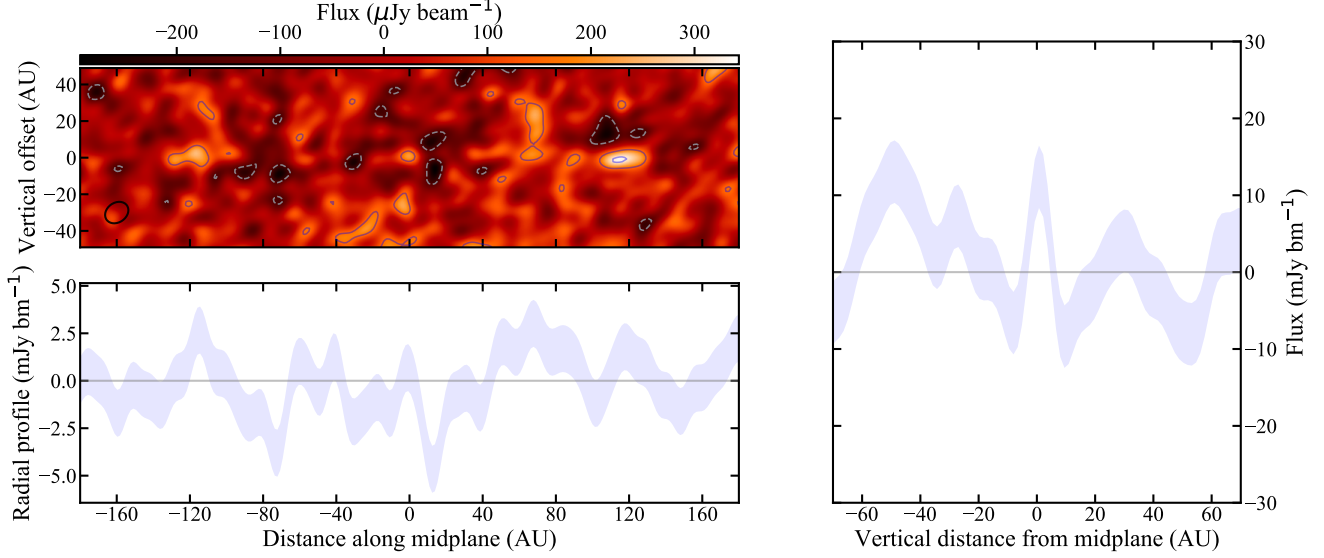 Flux (μJy beam⁻¹)
−200 −100 0 100 200 300
Vertical offset (AU)
40
20
0
−20
−40
Radial profile (mJy bm⁻¹)
5.0
2.5
0.0
−2.5
−5.0
−160 −120 −80 −40 0 40 80 120 160
Distance along midplane (AU)
30
20
10
0
−10
−20
−30
Flux (mJy bm⁻¹)
−60 −40 −20 0 20 40 60
Vertical distance from midplane (AU)